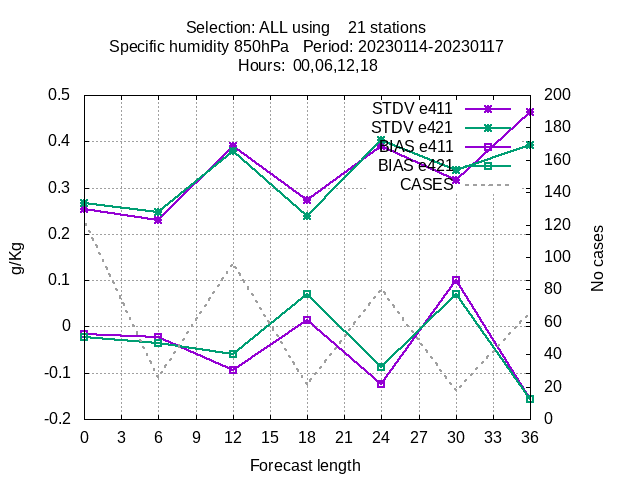 Selection: ALL using 21 stations
Specific humidity 850hPa Period: 20230114-20230117
Hours: 00,06,12,18
STDV e411
STDV e421
BIAS e411
BIAS e421
CASES
0.5
0.4
0.3
0.2
0.1
0
-0.1
-0.2
200
180
160
140
120
100
80
60
40
20
0
g/Kg
No cases
0 3 6 9 12 15 18 21 24 27 30 33 36
Forecast length